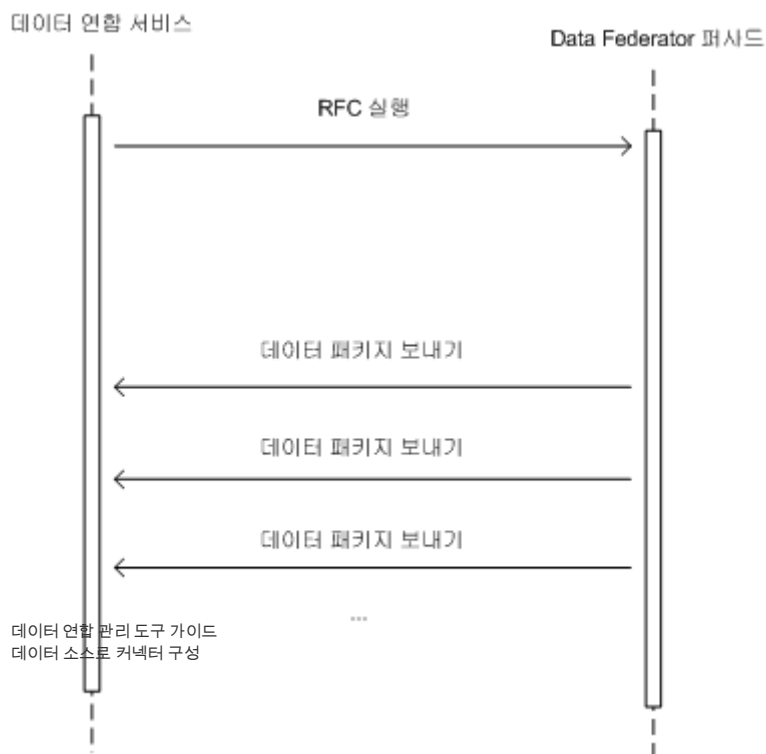 데이터 연합 서비스
Data Federator 퍼사드
RFC 실행
데이터 패키지 보내기
데이터 패키지 보내기
데이터 패키지 보내기
...
데이터 연합 관리 도구 가이드
데이터 소스로 커넥터 구성